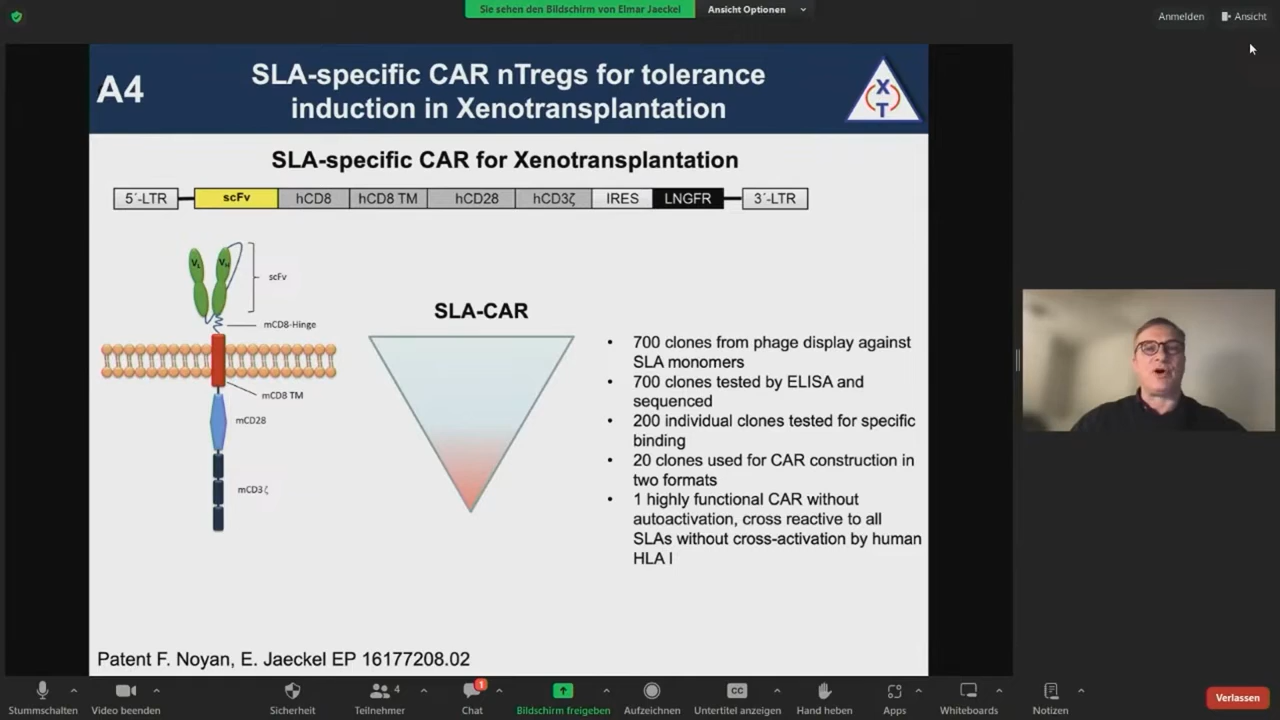 Sie sehen den Bildschirm von Elmar Jaeckel
Ansicht Optionen
Anmelden
Ansicht
A4
SLA-specific CAR nTregs for tolerance
induction in Xenotransplantation
X
T
SLA-specific CAR for Xenotransplantation
5´-LTR scFv hCD8 hCD8 TM hCD28 hCD3ζ IRES LNGFR 3´-LTR
VL VH
scFv
mCD8-Hinge
mCD8 TM
mCD28
mCD3 ζ
SLA-CAR
• 700 clones from phage display against
SLA monomers
• 700 clones tested by ELISA and
sequenced
• 200 individual clones tested for specific
binding
• 20 clones used for CAR construction in
two formats
• 1 highly functional CAR without
autoactivation, cross reactive to all
SLAs without cross-activation by human
HLA I
Patent F. Noyan, E. Jaeckel EP 16177208.02
Stummschalten
Video beenden
Sicherheit
4
Teilnehmer
1
Chat
Bildschirm freigeben
Aufzeichnen
CC
Untertitel anzeigen
Hand heben
Apps
Whiteboards
Notizen
Verlassen